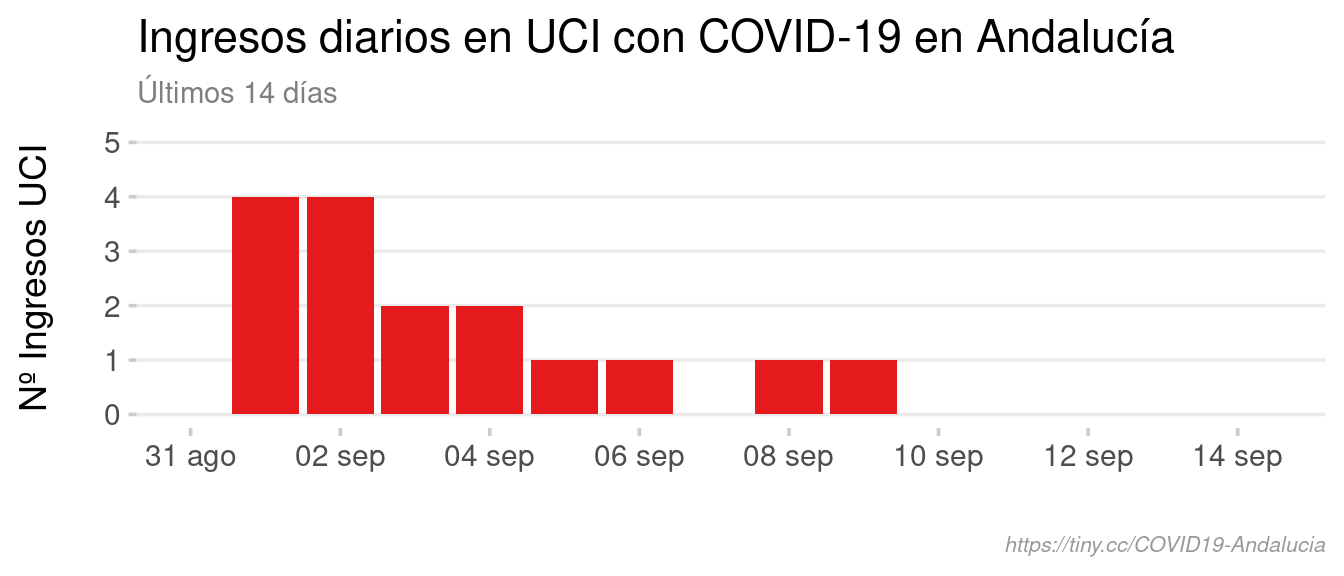 Ingresos diarios en UCI con COVID-19 en Andalucía
Últimos 14 días
Nº Ingresos UCI
5
4
3
2
1
0
31 ago 02 sep 04 sep 06 sep 08 sep 10 sep 12 sep 14 sep
https://tiny.cc/COVID19-Andalucia